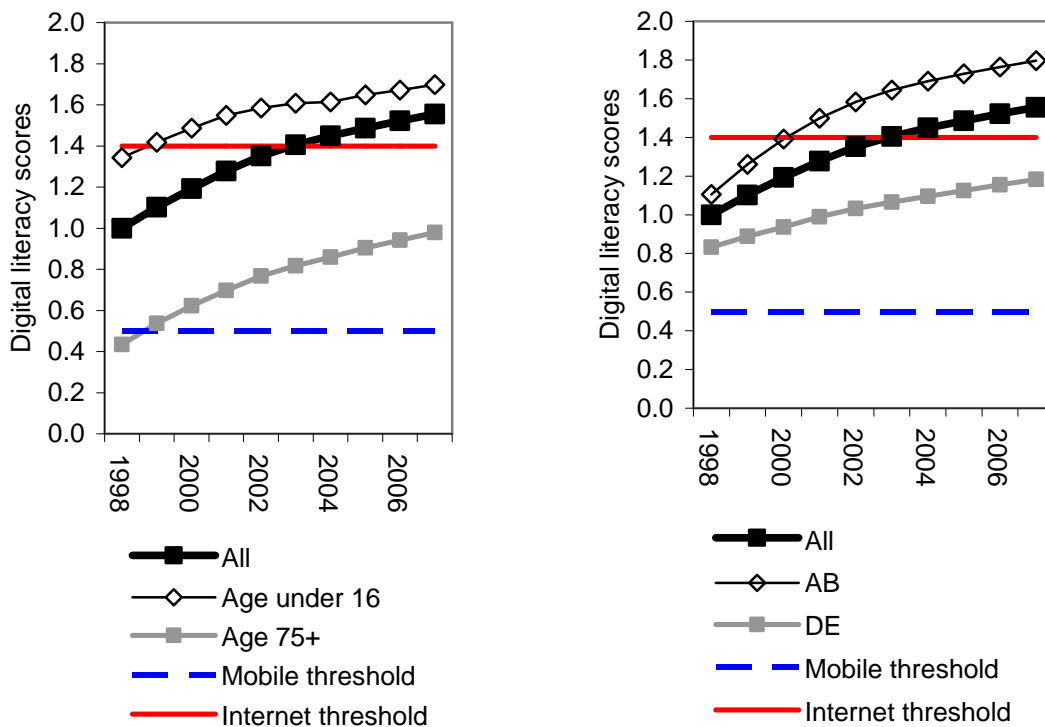 Digital literacy scores
2.0
1.8
1.6
1.4
1.2
1.0
0.8
0.6
0.4
0.2
0.0
1998
2000
2002
2004
2006
All
Age under 16
Age 75+
Mobile threshold
Internet threshold
Digital literacy scores
2.0
1.8
1.6
1.4
1.2
1.0
0.8
0.6
0.4
0.2
0.0
1998
2000
2002
2004
2006
All
AB
DE
Mobile threshold
Internet threshold